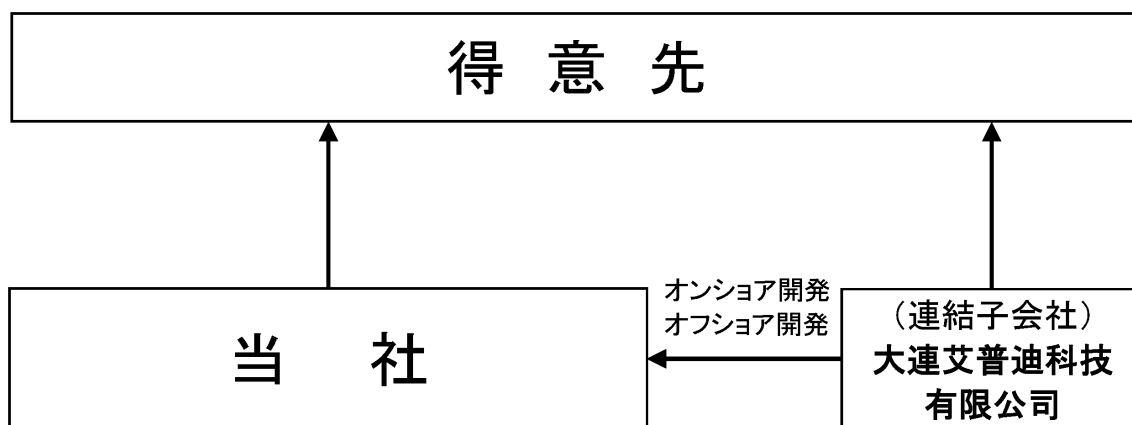 得意先
当社
オンショア開発
オフショア開発
（連結子会社）
大連艾普迪科技
有限公司